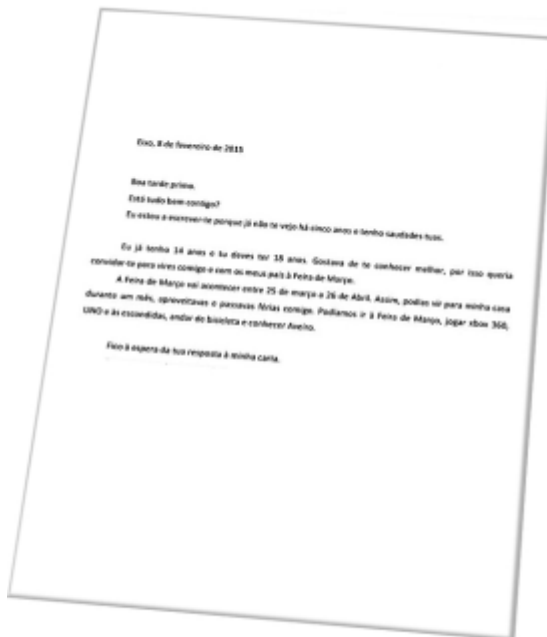 Eixo, 8 de fevereiro de 2015
Boa tarde primo.
Está tudo bem contigo?
Eu estou a escrever-te porque já não te vejo há cinco anos e tenho saudades tuas.
Eu já tenho 14 anos e tu deves ter 18 anos. Gostava de te conhecer melhor, por isso queria
convidar-te para vires comigo e com os meus pais à Feira de Março.
A Feira de Março vai acontecer entre 25 de março a 26 de Abril. Assim, podias vir para minha casa
durante um mês, aproveitavas e passavas férias comigo. Podíamos ir à Feira de Março, jogar xbox 360,
UNO e às escondidas, andar de bicicleta e conhecer Aveiro.
Fico à espera da tua resposta à minha carta.